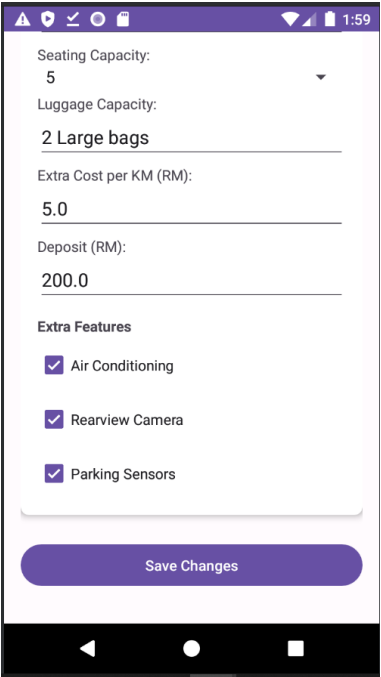 1:59
Seating Capacity:
5
Luggage Capacity:
2 Large bags
Extra Cost per KM (RM):
5.0
Deposit (RM):
200.0
Extra Features
Air Conditioning
Rearview Camera
Parking Sensors
Save Changes